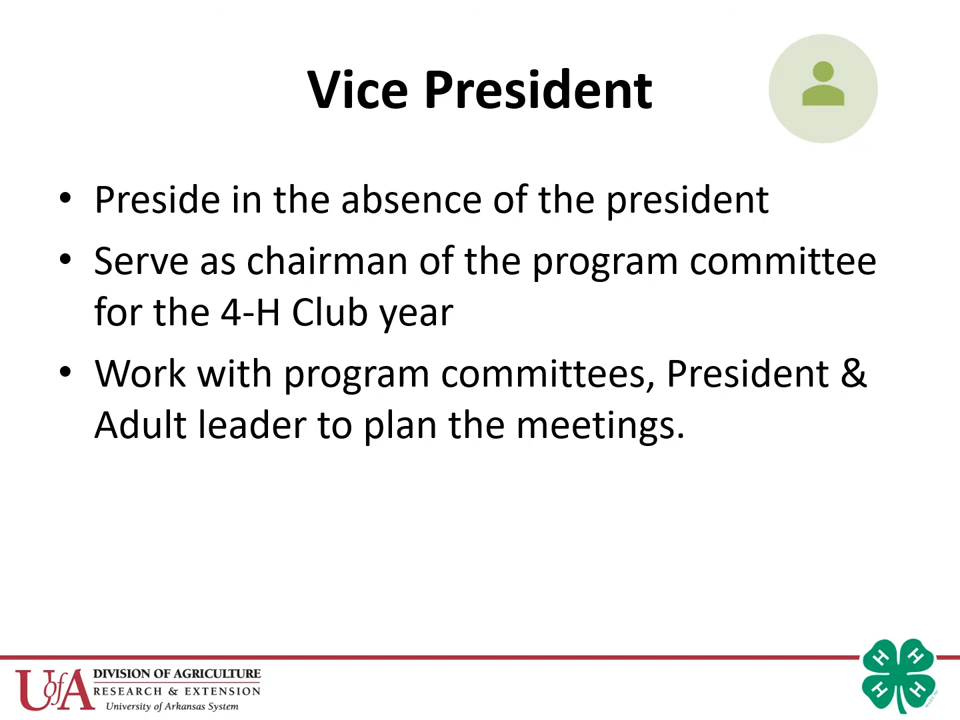 Vice President
• Preside in the absence of the president
• Serve as chairman of the program committee
for the 4-H Club year
• Work with program committees, President &
Adult leader to plan the meetings.
UofA
DIVISION OF AGRICULTURE
RESEARCH & EXTENSION
University of Arkansas System
H H
H H